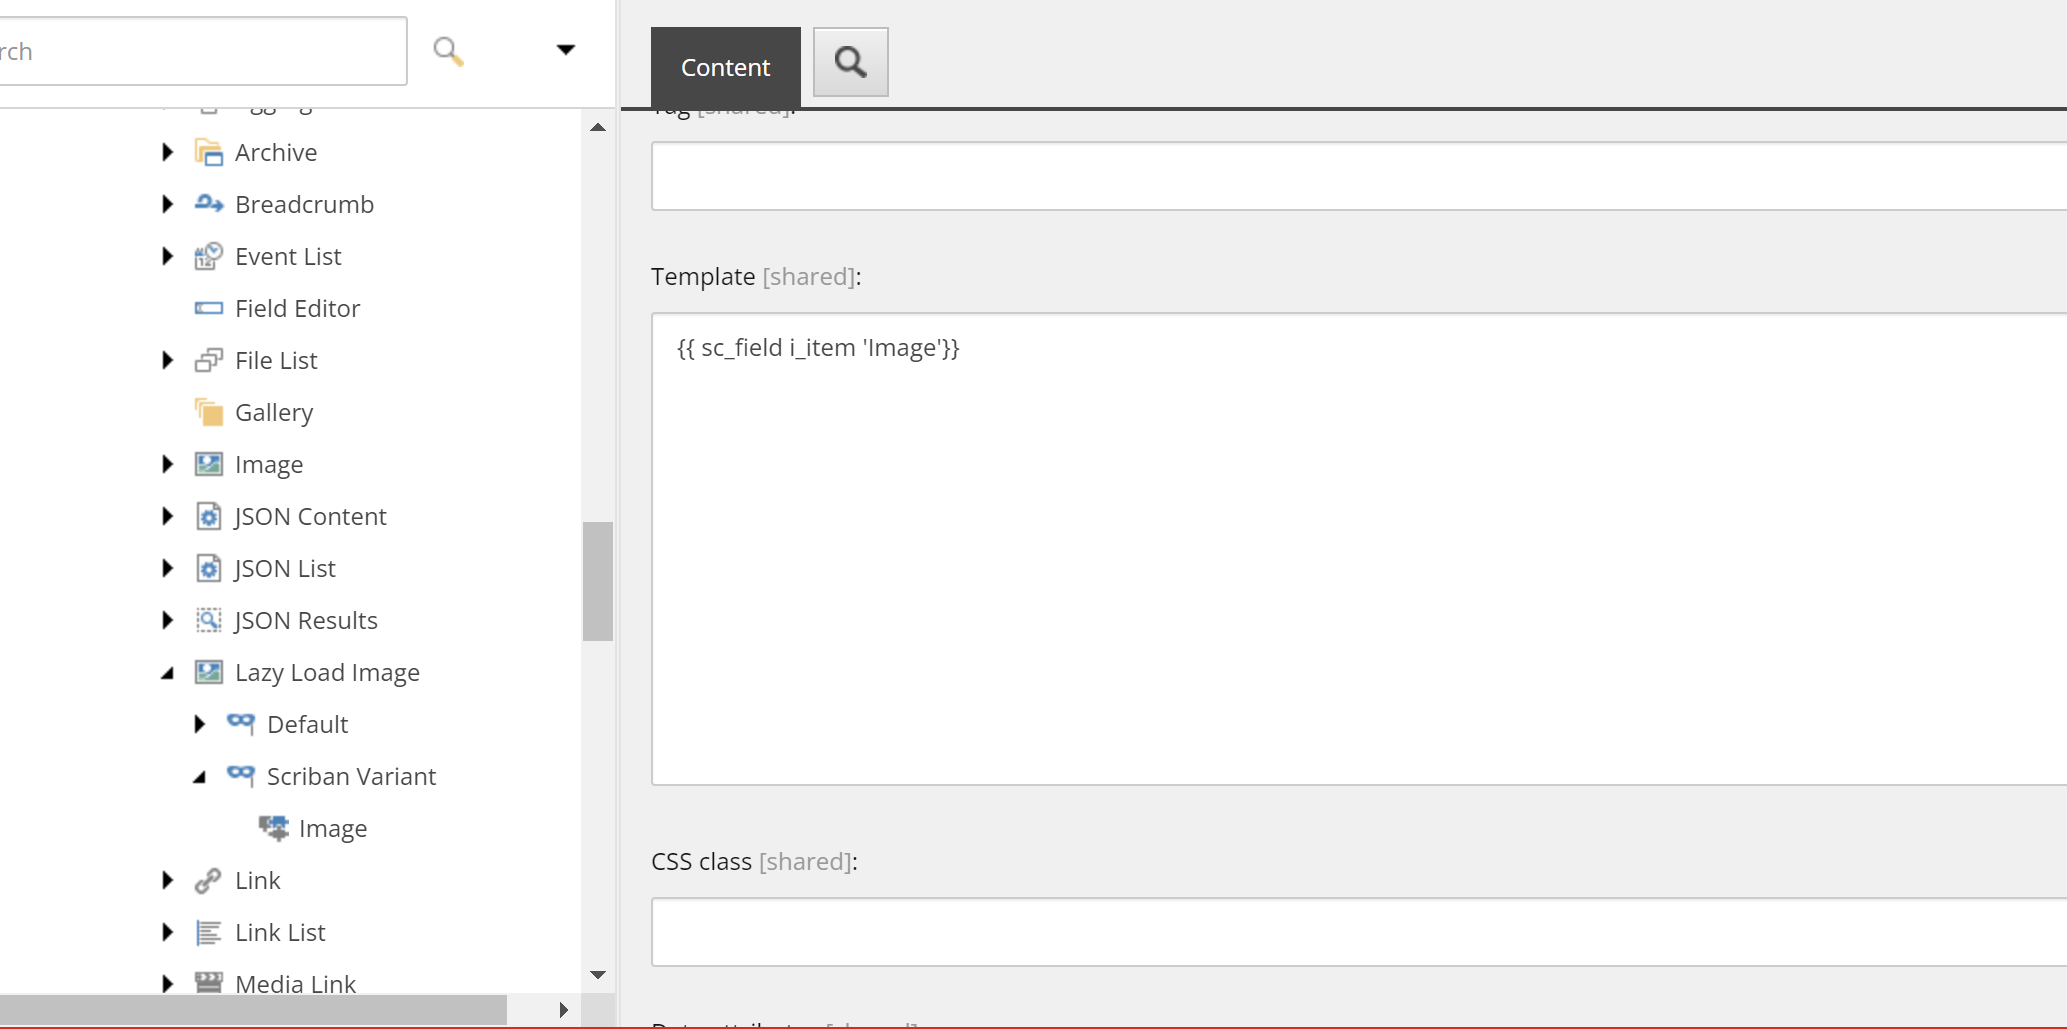 rch
Archive
Breadcrumb
Event List
Field Editor
File List
Gallery
Image
JSON Content
JSON List
JSON Results
Lazy Load Image
Default
Scriban Variant
Image
Link
Link List
Media Link
Content
Tag [shared]:
Template [shared]:
{{ sc_field i_item 'Image'}}
CSS class [shared]: